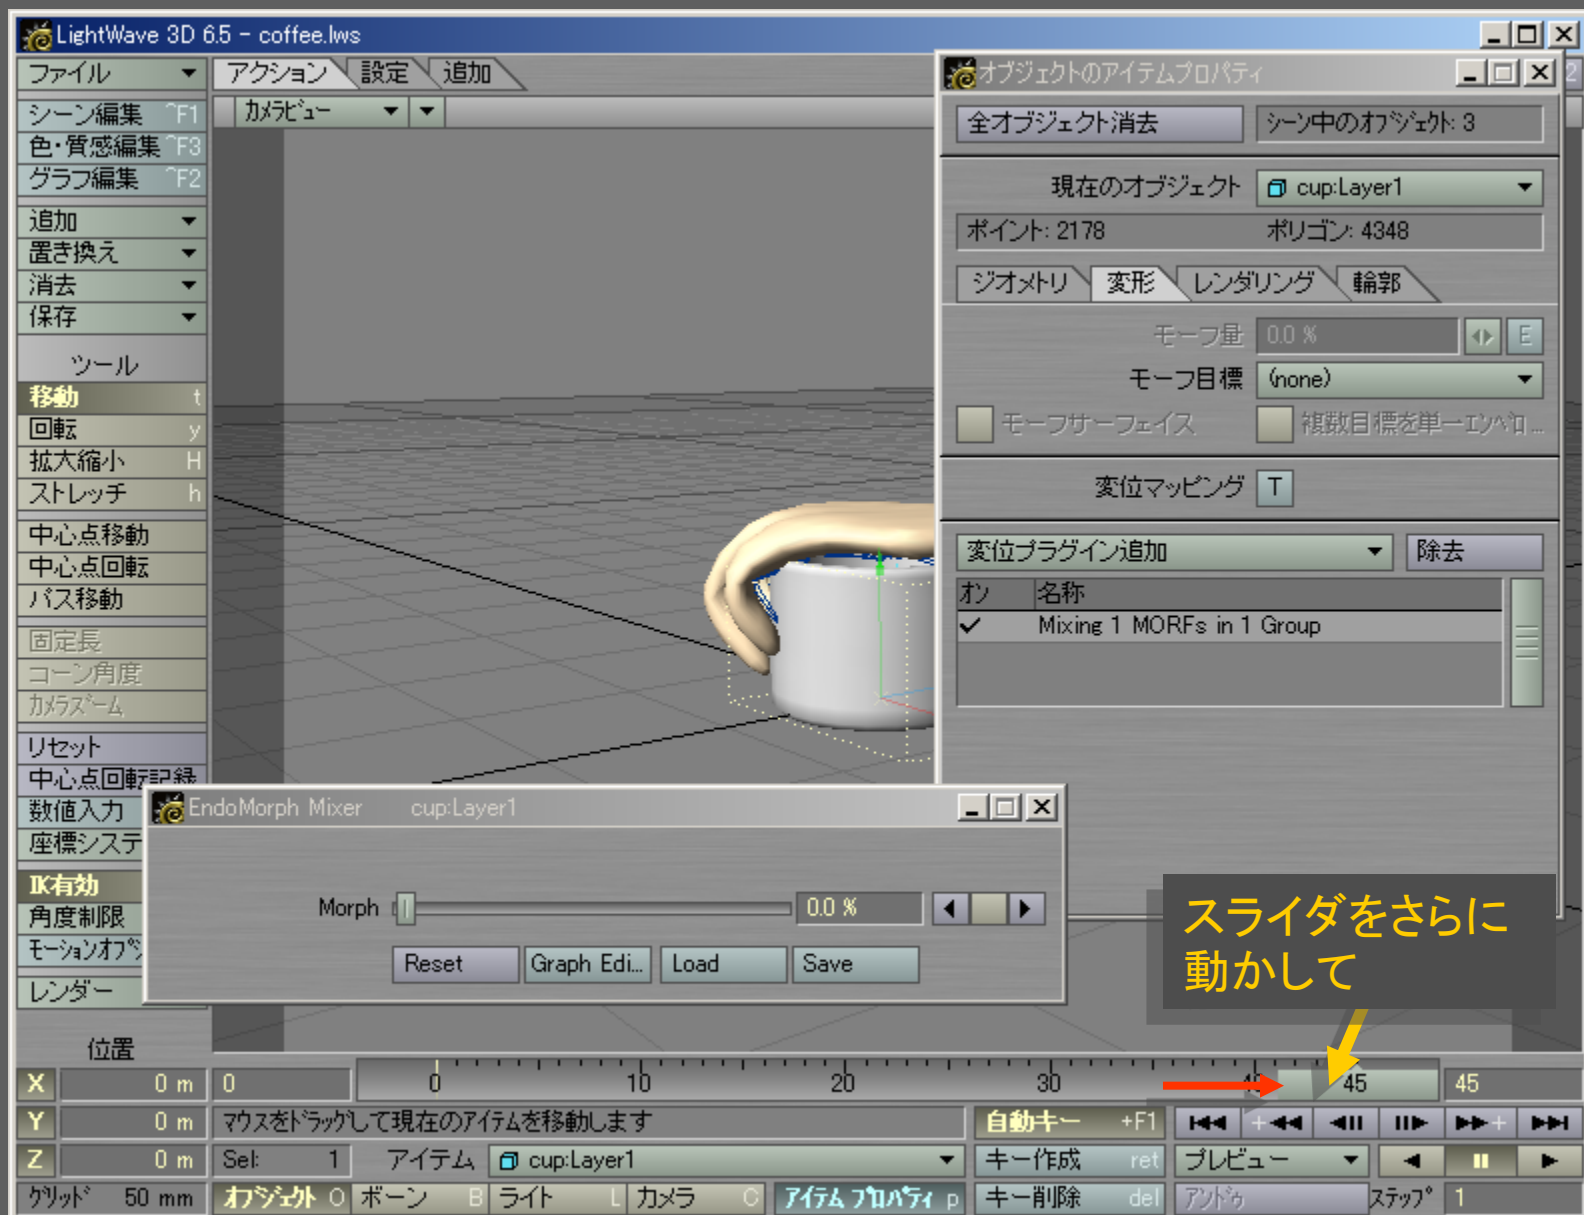 LightWave 3D 6.5 - coffee.lws
ファイル
アクション 設定 追加
シーン編集 ^F1
色・質感編集 ^F3
グラフ編集 ^F2
カメラビュー
追加
置き換え
消去
保存
ツール
移動 t
回転 y
拡大縮小 H
ストレッチ h
中心点移動
中心点回転
パス移動
固定長
コーン角度
カメラズーム
リセット
中心点回転記録
数値入力
座標システ
IK有効
角度制限
モーションオプ
レンダー
オブジェクトのアイテムプロパティ
全オブジェクト消去 シーン中のオブジェクト: 3
現在のオブジェクト cup:Layer1
ポイント: 2178 ポリゴン: 4348
ジオメトリ 変形 レンダリング 輪郭
モーフ量 0.0 % E
モーフ目標 (none)
モーフサーフェイス 複数目標を単一エンベロ...
変位マッピング T
変位プラグイン追加 除去
オン 名称
Mixing 1 MORFs in 1 Group
EndoMorph Mixer cup:Layer1
Morph 0.0 %
Reset Graph Edi... Load Save
スライダをさらに
動かして
位置
X 0 m 0 0 10 20 30 40 45 45
Y 0 m マウスをドラッグして現在のアイテムを移動します 自動キー +F1
Z 0 m Sel: 1 アイテム cup:Layer1 キー作成 ret プレビュー
グリッド 50 mm オブジェクト O ボーン B ライト L カメラ C アイテム プロパティ p キー削除 del アンドゥ ステップ 1